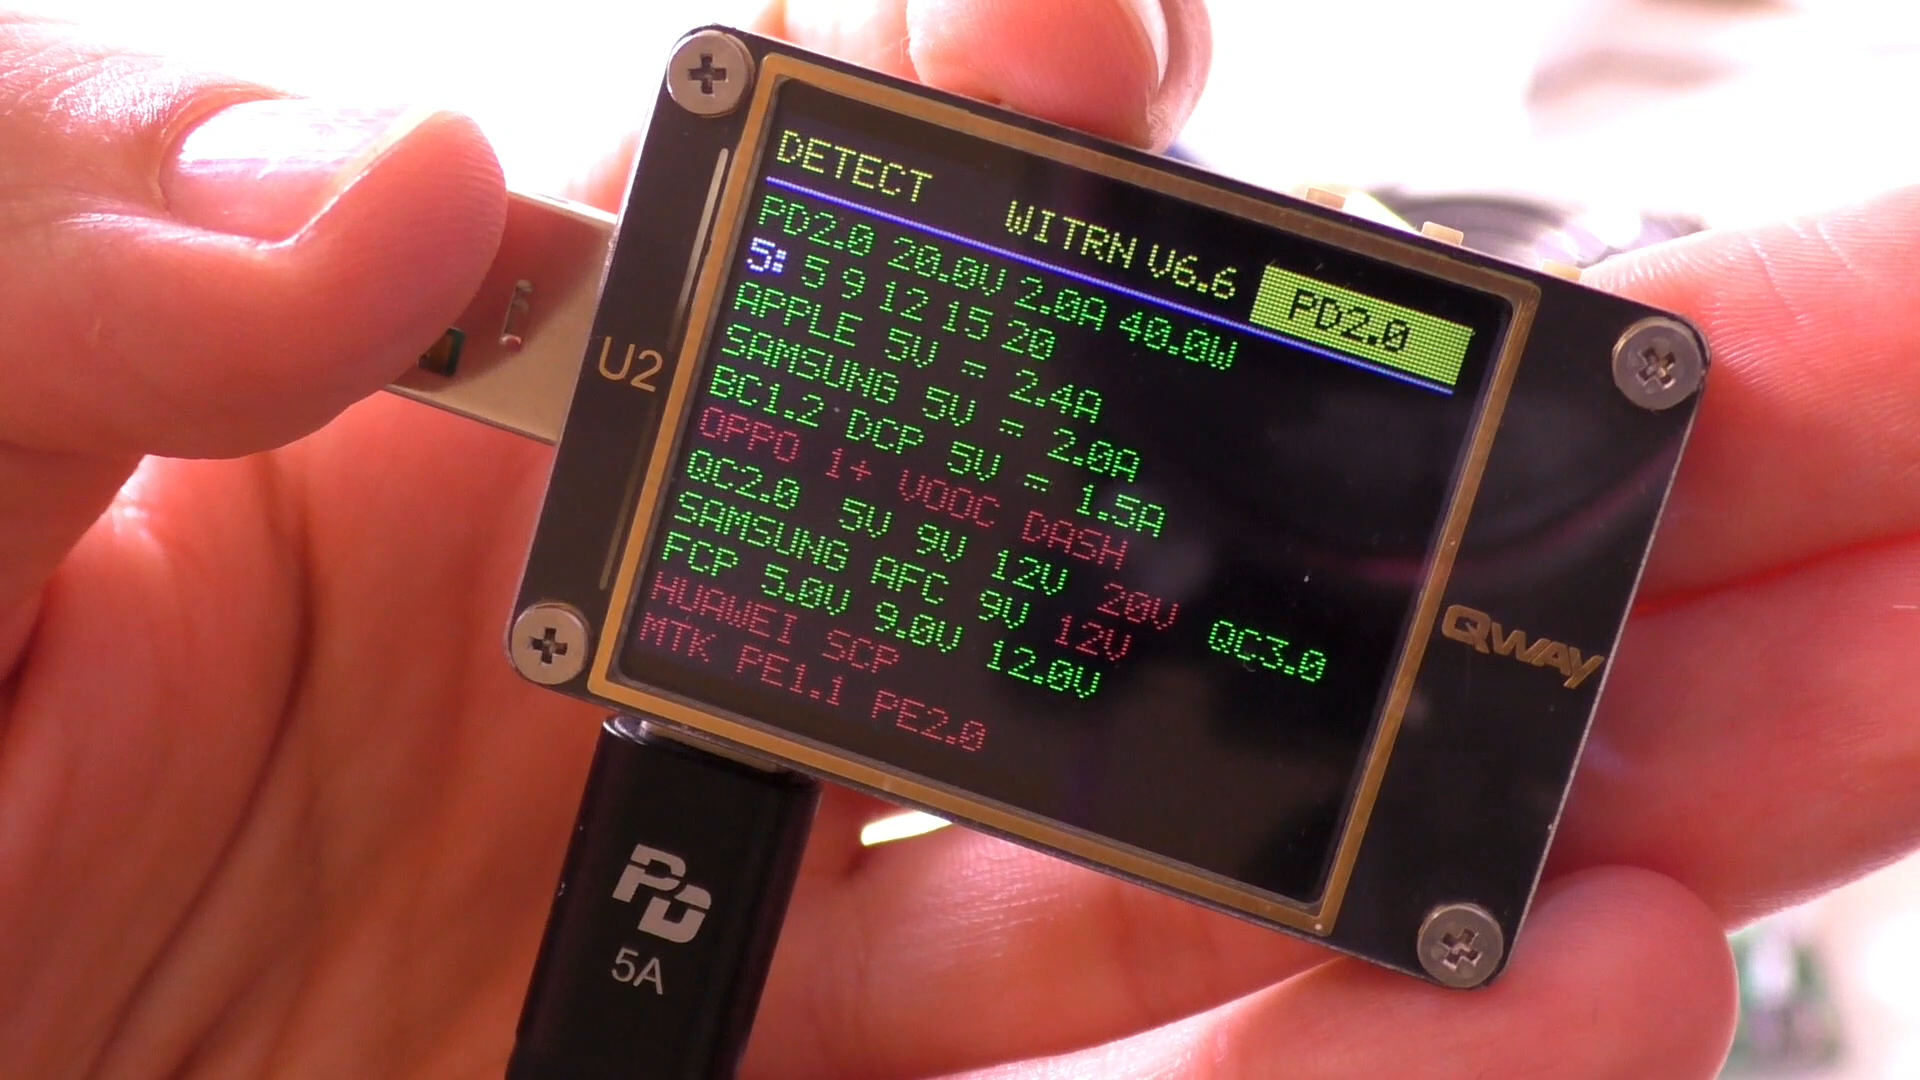 DETECT WITRN V6.6 PD2.0
PD2.0 20.0V 2.0A 40.0W
5: 5 9 12 15 20
APPLE 5V = 2.4A
SAMSUNG 5V = 2.0A
BC1.2 DCP 5V = 1.5A
OPPO 1+ VOOC DASH
QC2.0 5V 9V 12V 20V QC3.0
SAMSUNG AFC 9V 12V
FCP 5.0V 9.0V 12.0V
HUAWEI SCP
MTK PE1.1 PE2.0
U2
QWAY
PD
5A